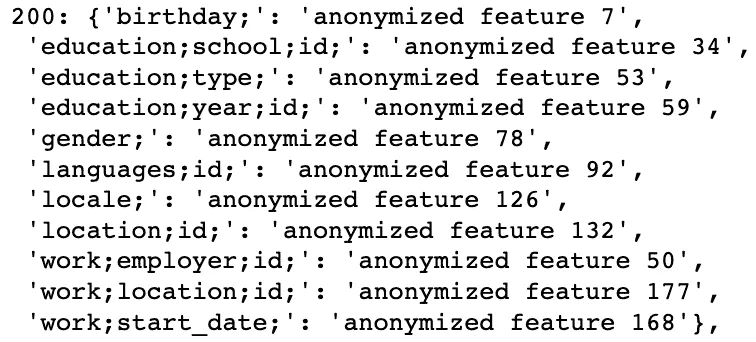 200: {'birthday;': 'anonymized feature 7',
'education;school;id;': 'anonymized feature 34',
'education;type;': 'anonymized feature 53',
'education;year;id;': 'anonymized feature 59',
'gender;': 'anonymized feature 78',
'languages;id;': 'anonymized feature 92',
'locale;': 'anonymized feature 126',
'location;id;': 'anonymized feature 132',
'work;employer;id;': 'anonymized feature 50',
'work;location;id;': 'anonymized feature 177',
'work;start_date;': 'anonymized feature 168'},